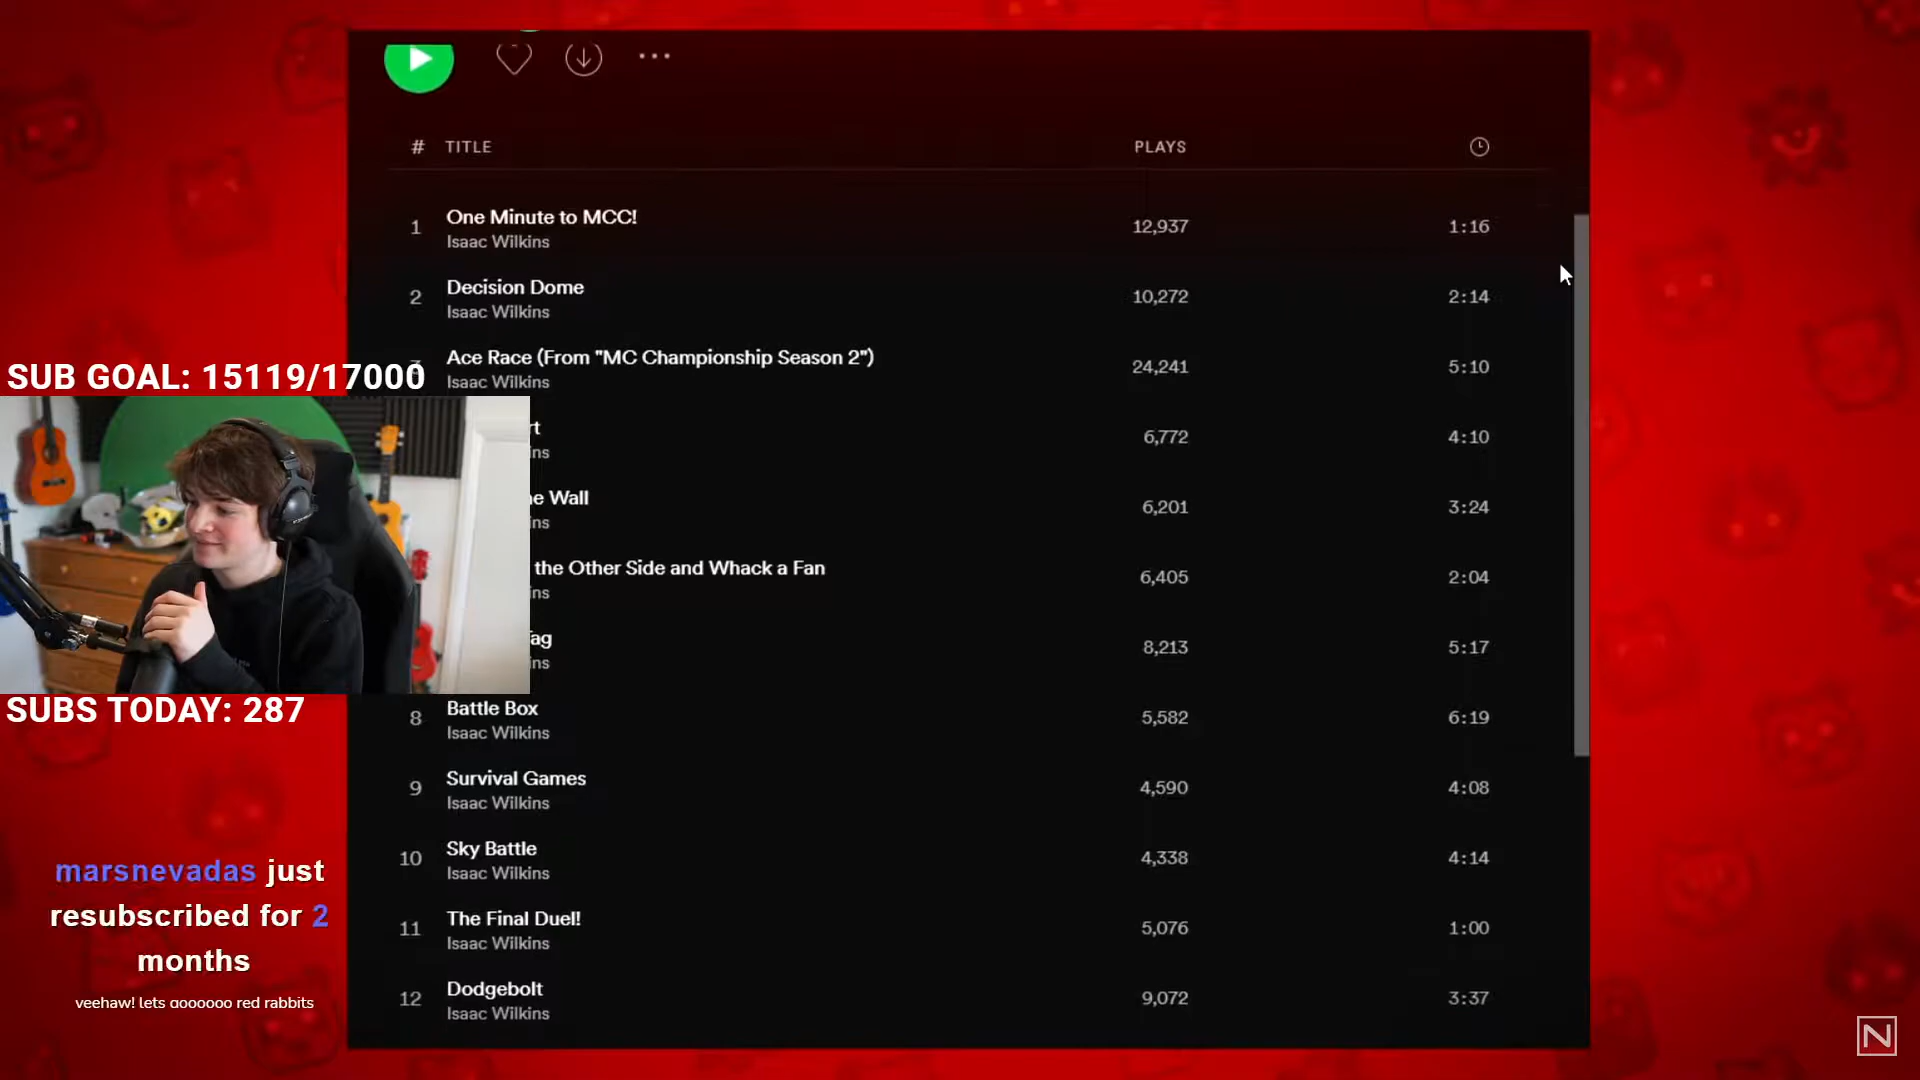 # TITLE PLAYS
1 One Minute to MCC! 12,937 1:16
Isaac Wilkins
2 Decision Dome 10,272 2:14
Isaac Wilkins
Ace Race (From "MC Championship Season 2") 24,241 5:10
Isaac Wilkins
SUB GOAL: 15119/17000
rt 6,772 4:10
ins
e Wall 6,201 3:24
ins
the Other Side and Whack a Fan 6,405 2:04
ins
ag 8,213 5:17
ins
SUBS TODAY: 287
8 Battle Box 5,582 6:19
Isaac Wilkins
9 Survival Games 4,590 4:08
Isaac Wilkins
10 Sky Battle 4,338 4:14
Isaac Wilkins
11 The Final Duel! 5,076 1:00
Isaac Wilkins
12 Dodgebolt 9,072 3:37
Isaac Wilkins
marsnevadas just
resubscribed for 2
months
veehaw! lets goooooo red rabbits
N